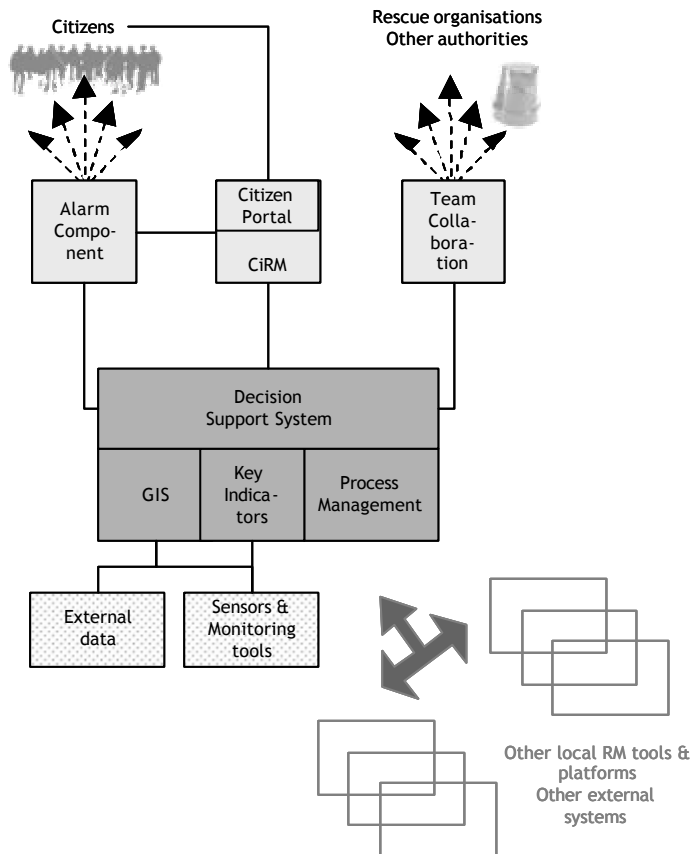 Citizens
Rescue organisations
Other authorities
Alarm
Compo-
nent
Citizen
Portal
CiRM
Team
Colla-
bora-
tion
Decision
Support System
GIS
Key
Indica-
tors
Process
Management
External
data
Sensors &
Monitoring
tools
Other local RM tools &
platforms
Other external
systems